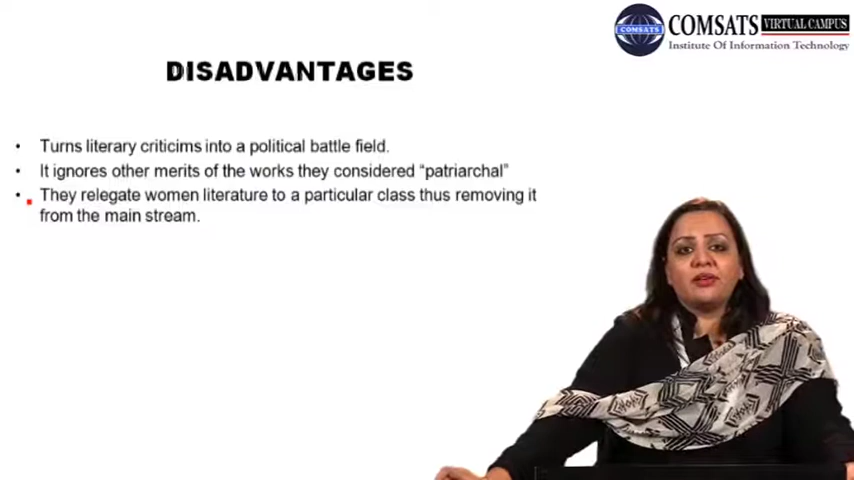 COMSATS
COMSATS VIRTUAL CAMPUS
Institute Of Information Technology
DISADVANTAGES
• Turns literary criticims into a political battle field.
• It ignores other merits of the works they considered “patriarchal”
• They relegate women literature to a particular class thus removing it
from the main stream.